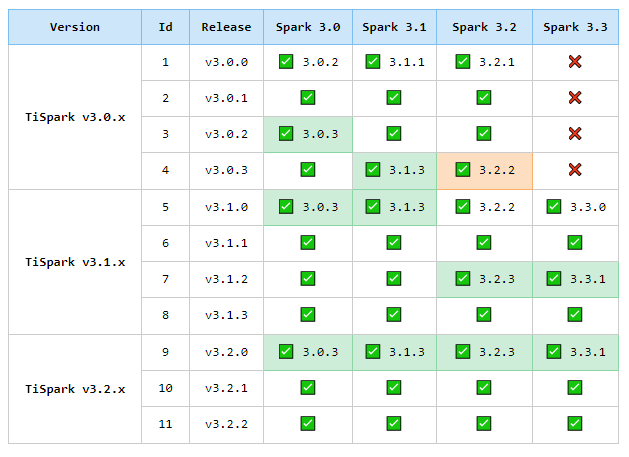 Version Id Release Spark 3.0 Spark 3.1 Spark 3.2 Spark 3.3
TiSpark v3.0.x
1 v3.0.0 ✅ 3.0.2 ✅ 3.1.1 ✅ 3.2.1 ❌
2 v3.0.1 ✅ ✅ ✅ ❌
3 v3.0.2 ✅ 3.0.3 ✅ ✅ ❌
4 v3.0.3 ✅ ✅ 3.1.3 ✅ 3.2.2 ❌
TiSpark v3.1.x
5 v3.1.0 ✅ 3.0.3 ✅ 3.1.3 ✅ 3.2.2 ✅ 3.3.0
6 v3.1.1 ✅ ✅ ✅ ✅
7 v3.1.2 ✅ ✅ ✅ 3.2.3 ✅ 3.3.1
8 v3.1.3 ✅ ✅ ✅ ✅
TiSpark v3.2.x
9 v3.2.0 ✅ 3.0.3 ✅ 3.1.3 ✅ 3.2.3 ✅ 3.3.1
10 v3.2.1 ✅ ✅ ✅ ✅
11 v3.2.2 ✅ ✅ ✅ ✅